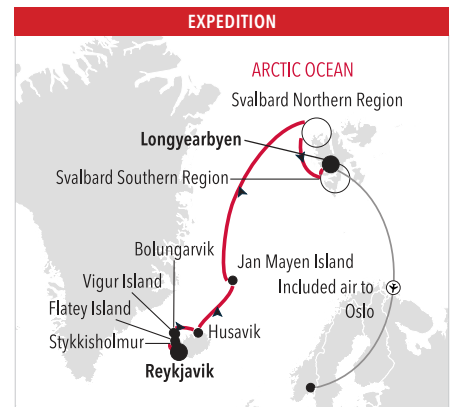 EXPEDITION
ARCTIC OCEAN
Svalbard Northern Region
Longyearbyen
Svalbard Southern Region
Bolungarvik
Jan Mayen Island
Vigur Island
Included air to
Oslo
Flatey Island
Husavik
Stykkisholmur
Reykjavik